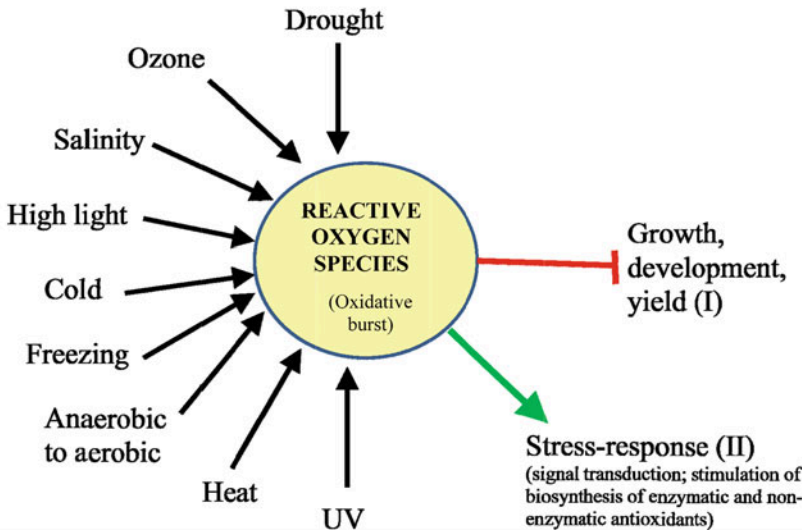 Drought
Ozone
Salinity
High light
Cold
Freezing
Anaerobic
to aerobic
Heat
UV
REACTIVE
OXYGEN
SPECIES
(Oxidative
burst)
Growth,
development,
yield (I)
Stress-response (II)
(signal transduction; stimulation of
biosynthesis of enzymatic and non-
enzymatic antioxidants)